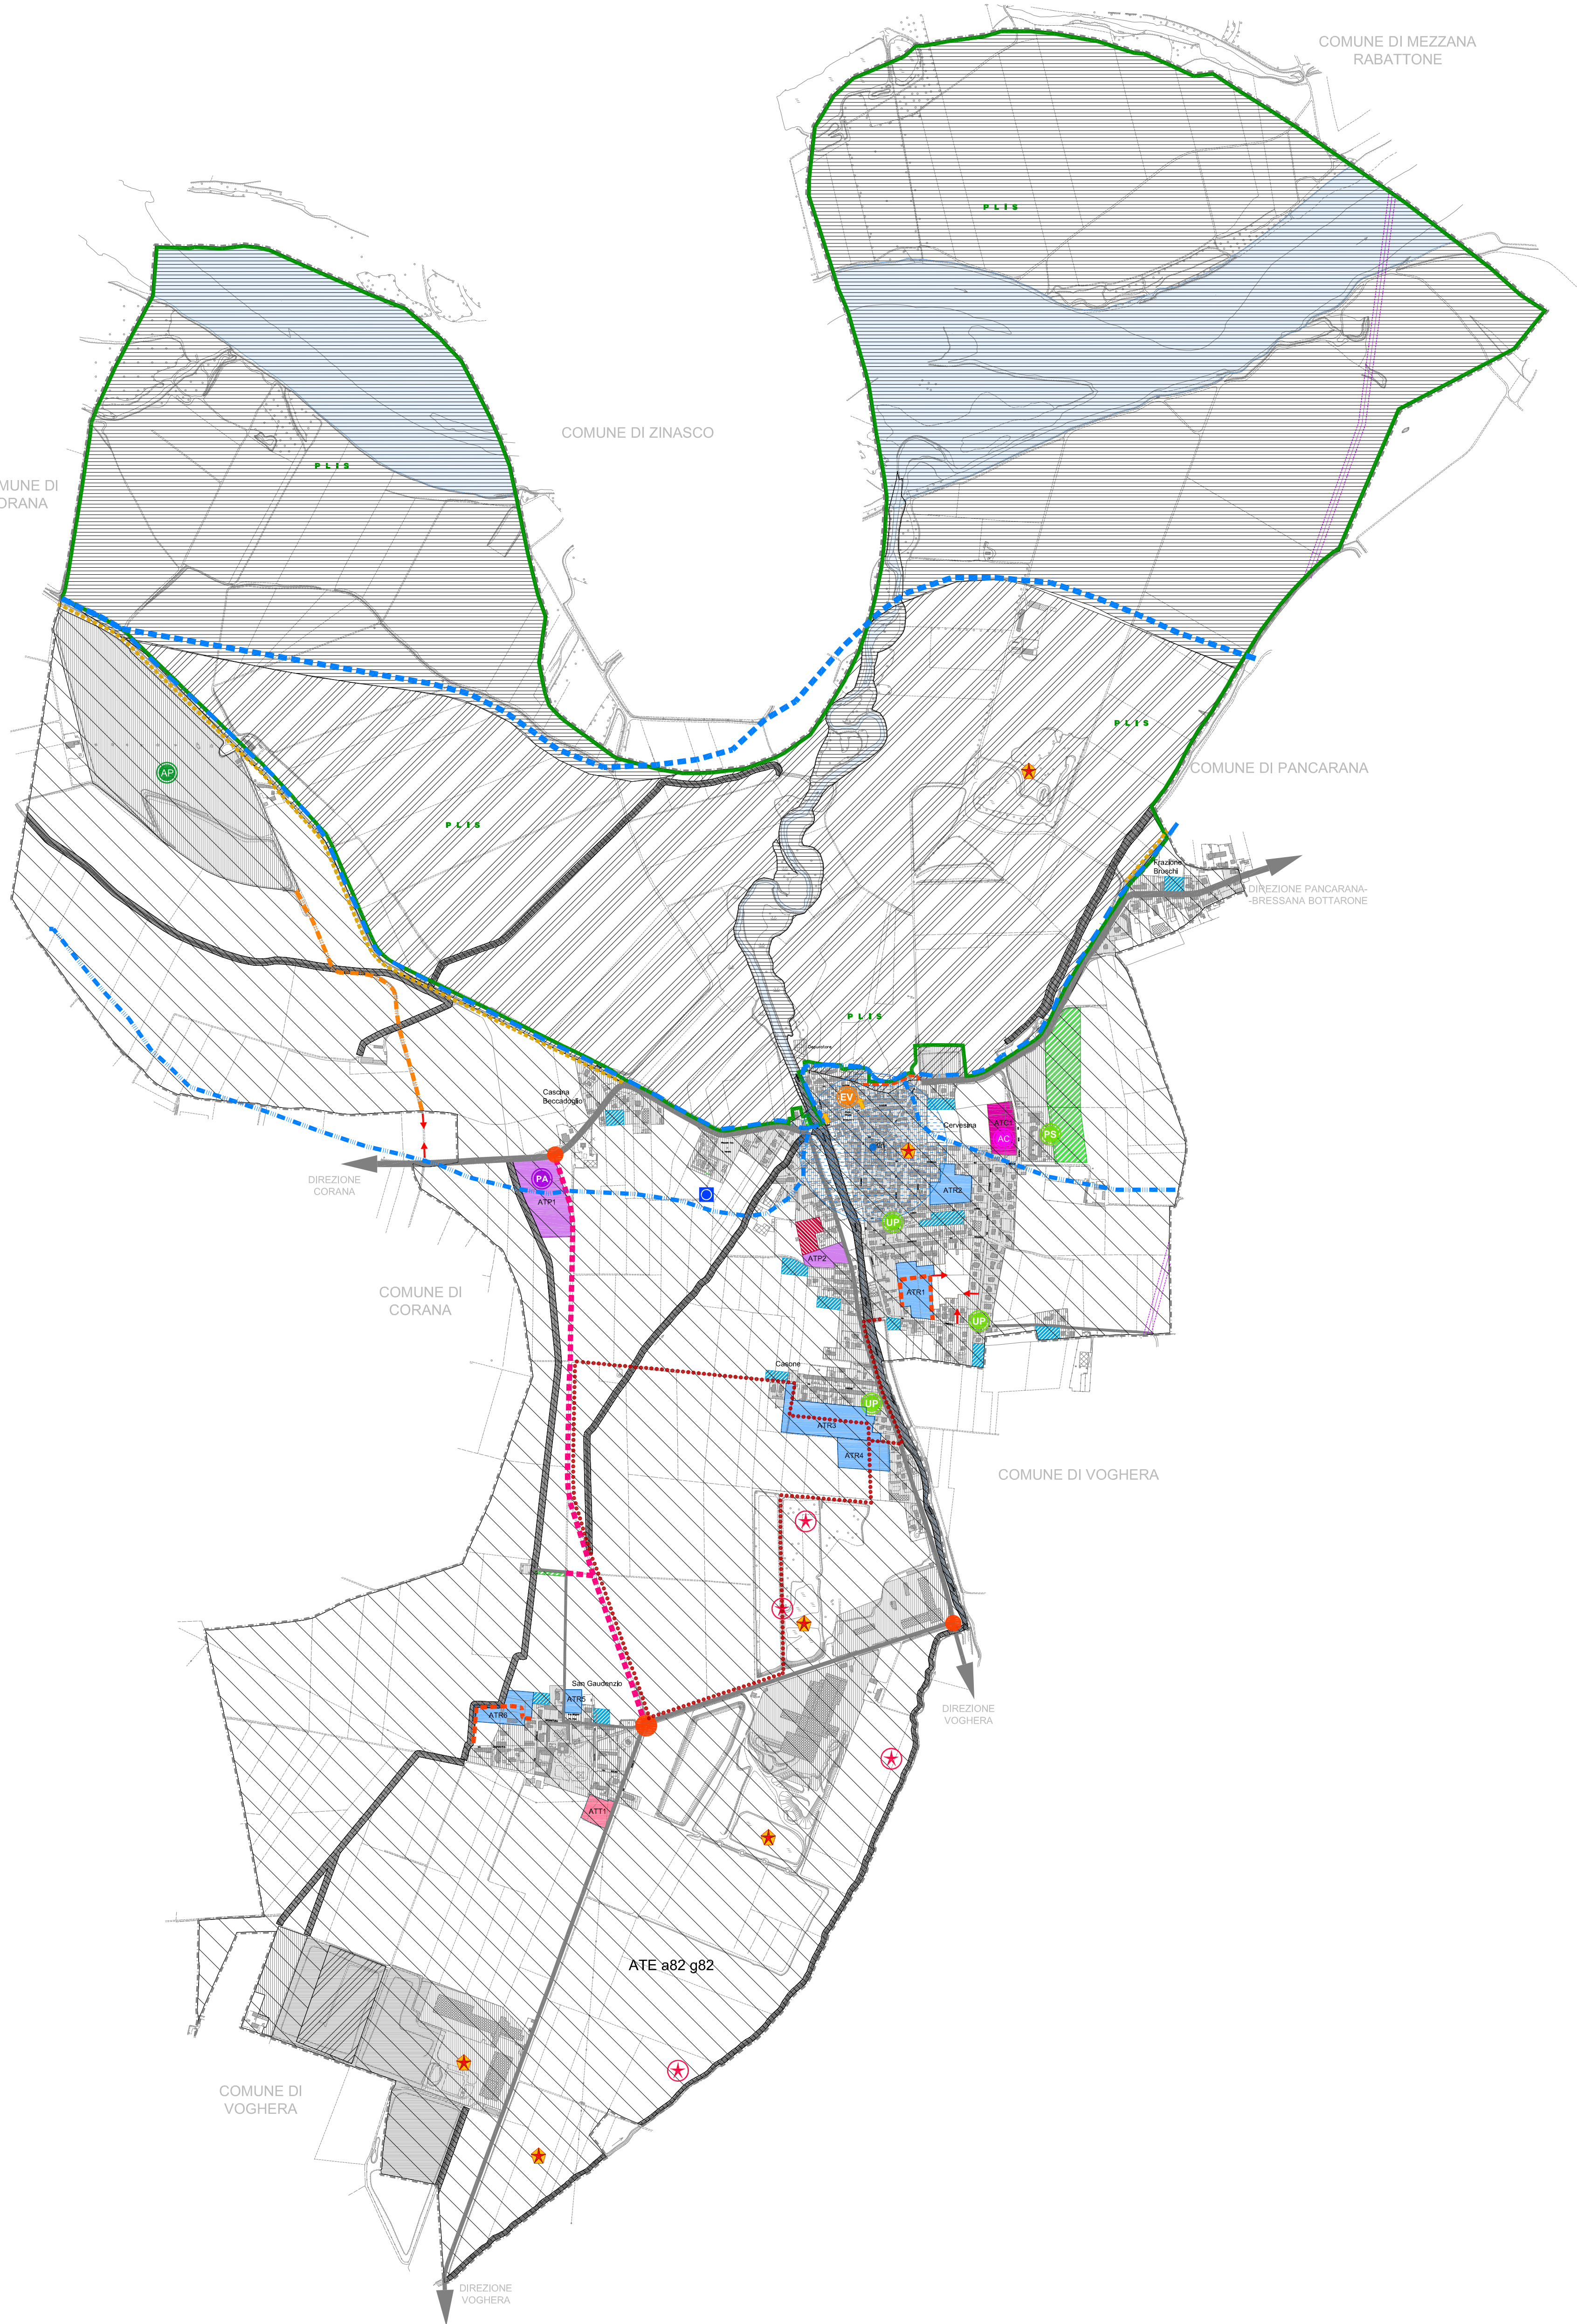 COMUNE DI MEZZANA
RABATTONE
PLIS
COMUNE DI ZINASCO
PLIS
MUNE DI
ORANA
PLIS
COMUNE DI PANCARANA
AP
PLIS
Frazione
Bruschi
DIREZIONE PANCARANA-
-BRESSANA BOTTARONE
PLIS
Depuratore
Cascina
Beccadoglio
EV
ATC1
Cervesina
AC
PS
DIREZIONE
CORANA
PA
ATP1
ATR2
UP
ATP2
COMUNE DI
CORANA
ATR1
UP
Casone
UP
ATR3
ATR4
COMUNE DI VOGHERA
San Gaudenzio
ATR5
ATR6
DIREZIONE
VOGHERA
ATT1
ATE a82 g82
COMUNE DI
VOGHERA
DIREZIONE
VOGHERA